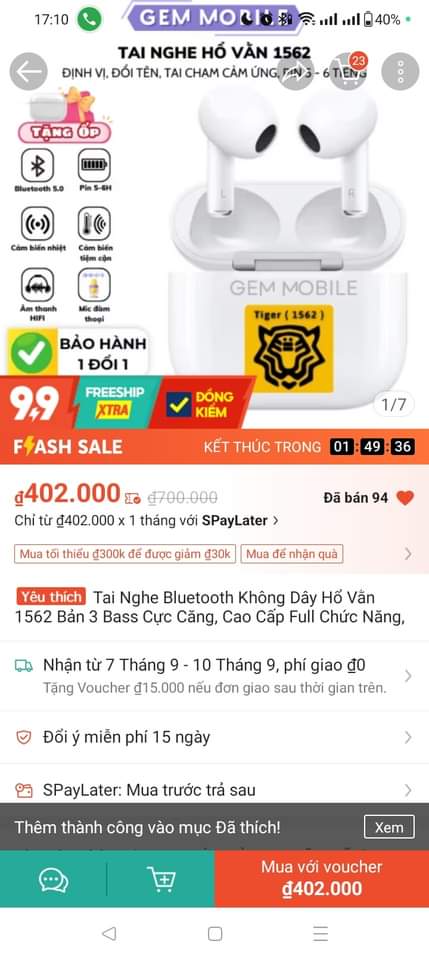 17:10
GEM MOBILE
40%
TAI NGHE HỔ VẰN 1562
ĐỊNH VỊ, ĐỔI TÊN, TAI CHAM CẢM ỨNG, PIN 5 - 6 TIẾNG
23
TẶNG ỐP
Bluetooth 5.0
Pin 5-6H
Cảm biến nhiệt
Cảm biến tiệm cận
Âm thanh HIFI
Mic đàm thoại
L
R
GEM MOBILE
Tiger ( 1562 )
BẢO HÀNH
1 ĐỔI 1
9.9
FREESHIP
XTRA
ĐỒNG
KIỂM
1/7
FLASH SALE
KẾT THÚC TRONG 01:49:36
₫402.000 ₫700.000
Đã bán 94
Chỉ từ ₫402.000 x 1 tháng với SPayLater >
Mua tối thiểu ₫300k để được giảm ₫30k
Mua để nhận quà
Yêu thích Tai Nghe Bluetooth Không Dây Hổ Vằn
1562 Bản 3 Bass Cực Căng, Cao Cấp Full Chức Năng,
Nhận từ 7 Tháng 9 - 10 Tháng 9, phí giao ₫0
Tặng Voucher ₫15.000 nếu đơn giao sau thời gian trên.
Đổi ý miễn phí 15 ngày
SPayLater: Mua trước trả sau
Thêm thành công vào mục Đã thích!
Xem
Mua với voucher
₫402.000